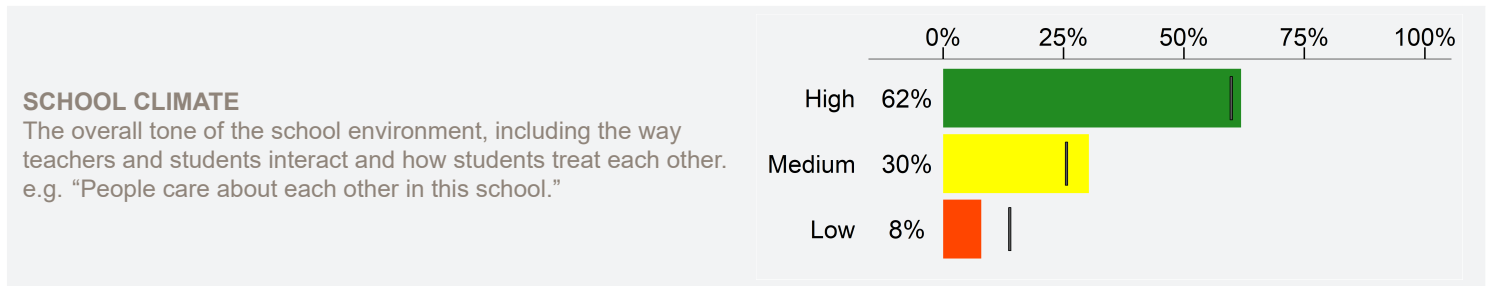 SCHOOL CLIMATE
The overall tone of the school environment, including the way
teachers and students interact and how students treat each other.
e.g. “People care about each other in this school.”
0% 25% 50% 75% 100%
High 62%
Medium 30%
Low 8%